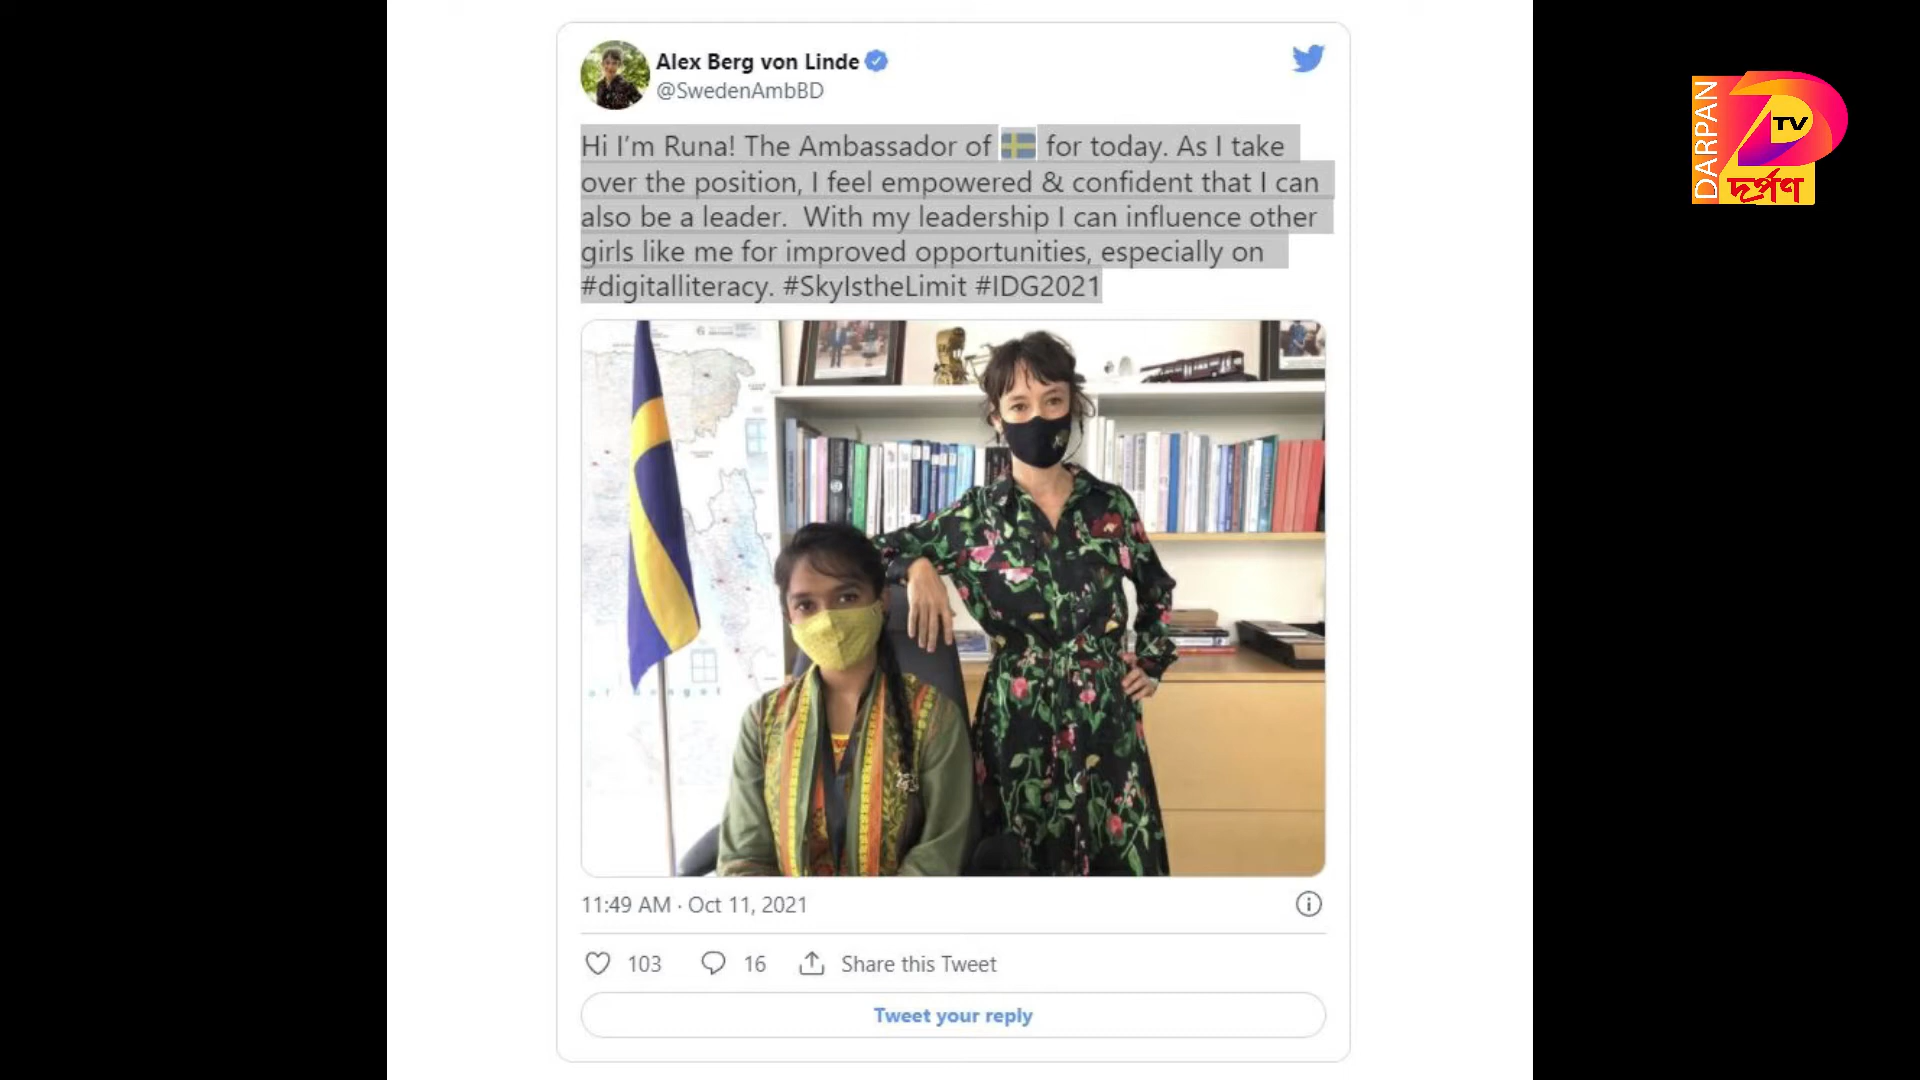 Alex Berg von Linde
@SwedenAmbBD
Hi I'm Runa! The Ambassador of 🇸🇪 for today. As I take
over the position, I feel empowered & confident that I can
also be a leader.  With my leadership I can influence other
girls like me for improved opportunities, especially on
#digitalliteracy. #SkyIstheLimit #IDG2021
11:49 AM · Oct 11, 2021
103 16 Share this Tweet
Tweet your reply
DARPAN
TV
দর্পণ